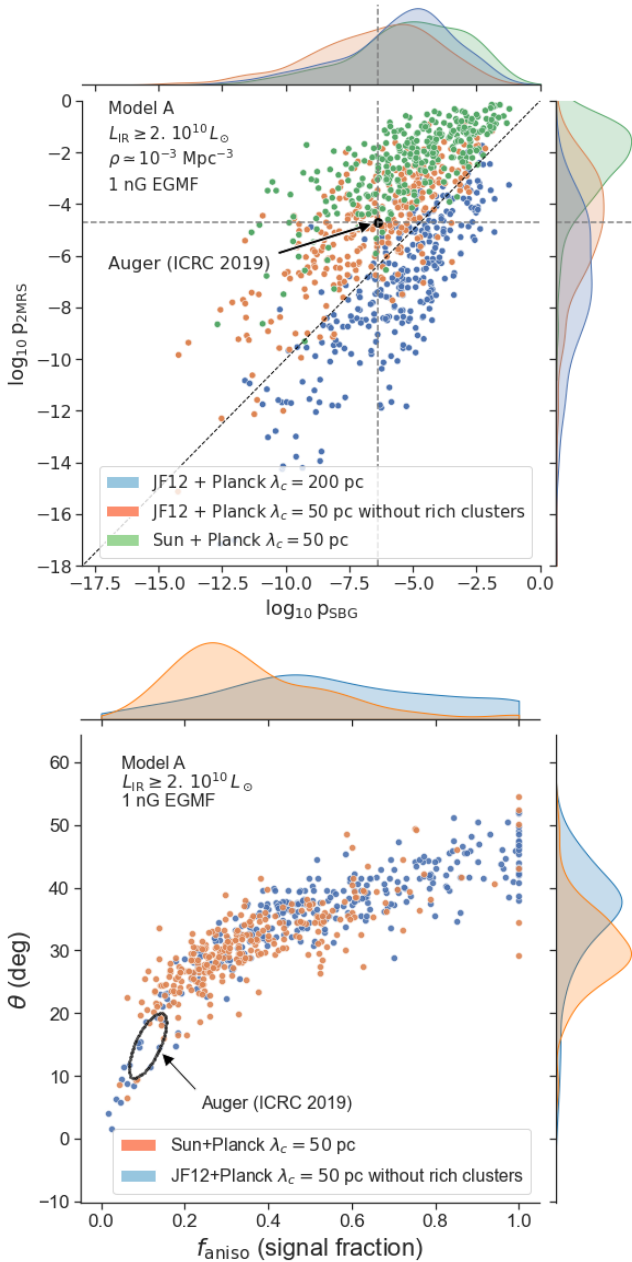 Model A
L_IR ≥ 2. 10^10 L_⊙
ρ ≃ 10^−3 Mpc^−3
1 nG EGMF
Auger (ICRC 2019)
0
−2
−4
−6
−8
−10
−12
−14
−16
−18
log10 p2MRS
JF12 + Planck λc = 200 pc
JF12 + Planck λc = 50 pc without rich clusters
Sun + Planck λc = 50 pc
−17.5 −15.0 −12.5 −10.0 −7.5 −5.0 −2.5 0.0
log10 pSBG
Model A
L_IR ≥ 2. 10^10 L_⊙
1 nG EGMF
60
50
40
30
20
10
0
−10
θ (deg)
Auger (ICRC 2019)
Sun+Planck λc = 50 pc
JF12+Planck λc = 50 pc without rich clusters
0.0 0.2 0.4 0.6 0.8 1.0
faniso (signal fraction)